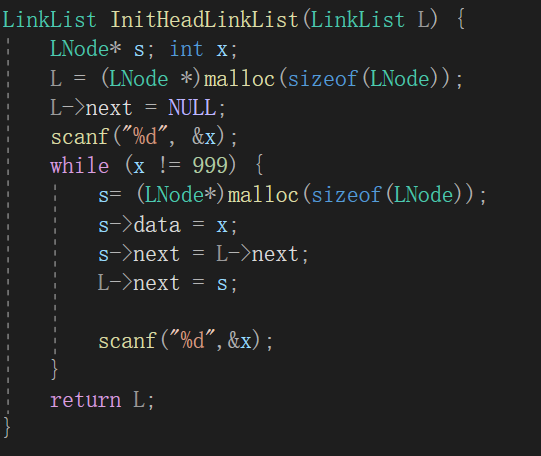 LinkList InitHeadLinkList(LinkList L) {
LNode* s; int x;
L = (LNode *)malloc(sizeof(LNode));
L->next = NULL;
scanf("%d", &x);
while (x != 999) {
s= (LNode*)malloc(sizeof(LNode));
s->data = x;
s->next = L->next;
L->next = s;
scanf("%d",&x);
}
return L;
}